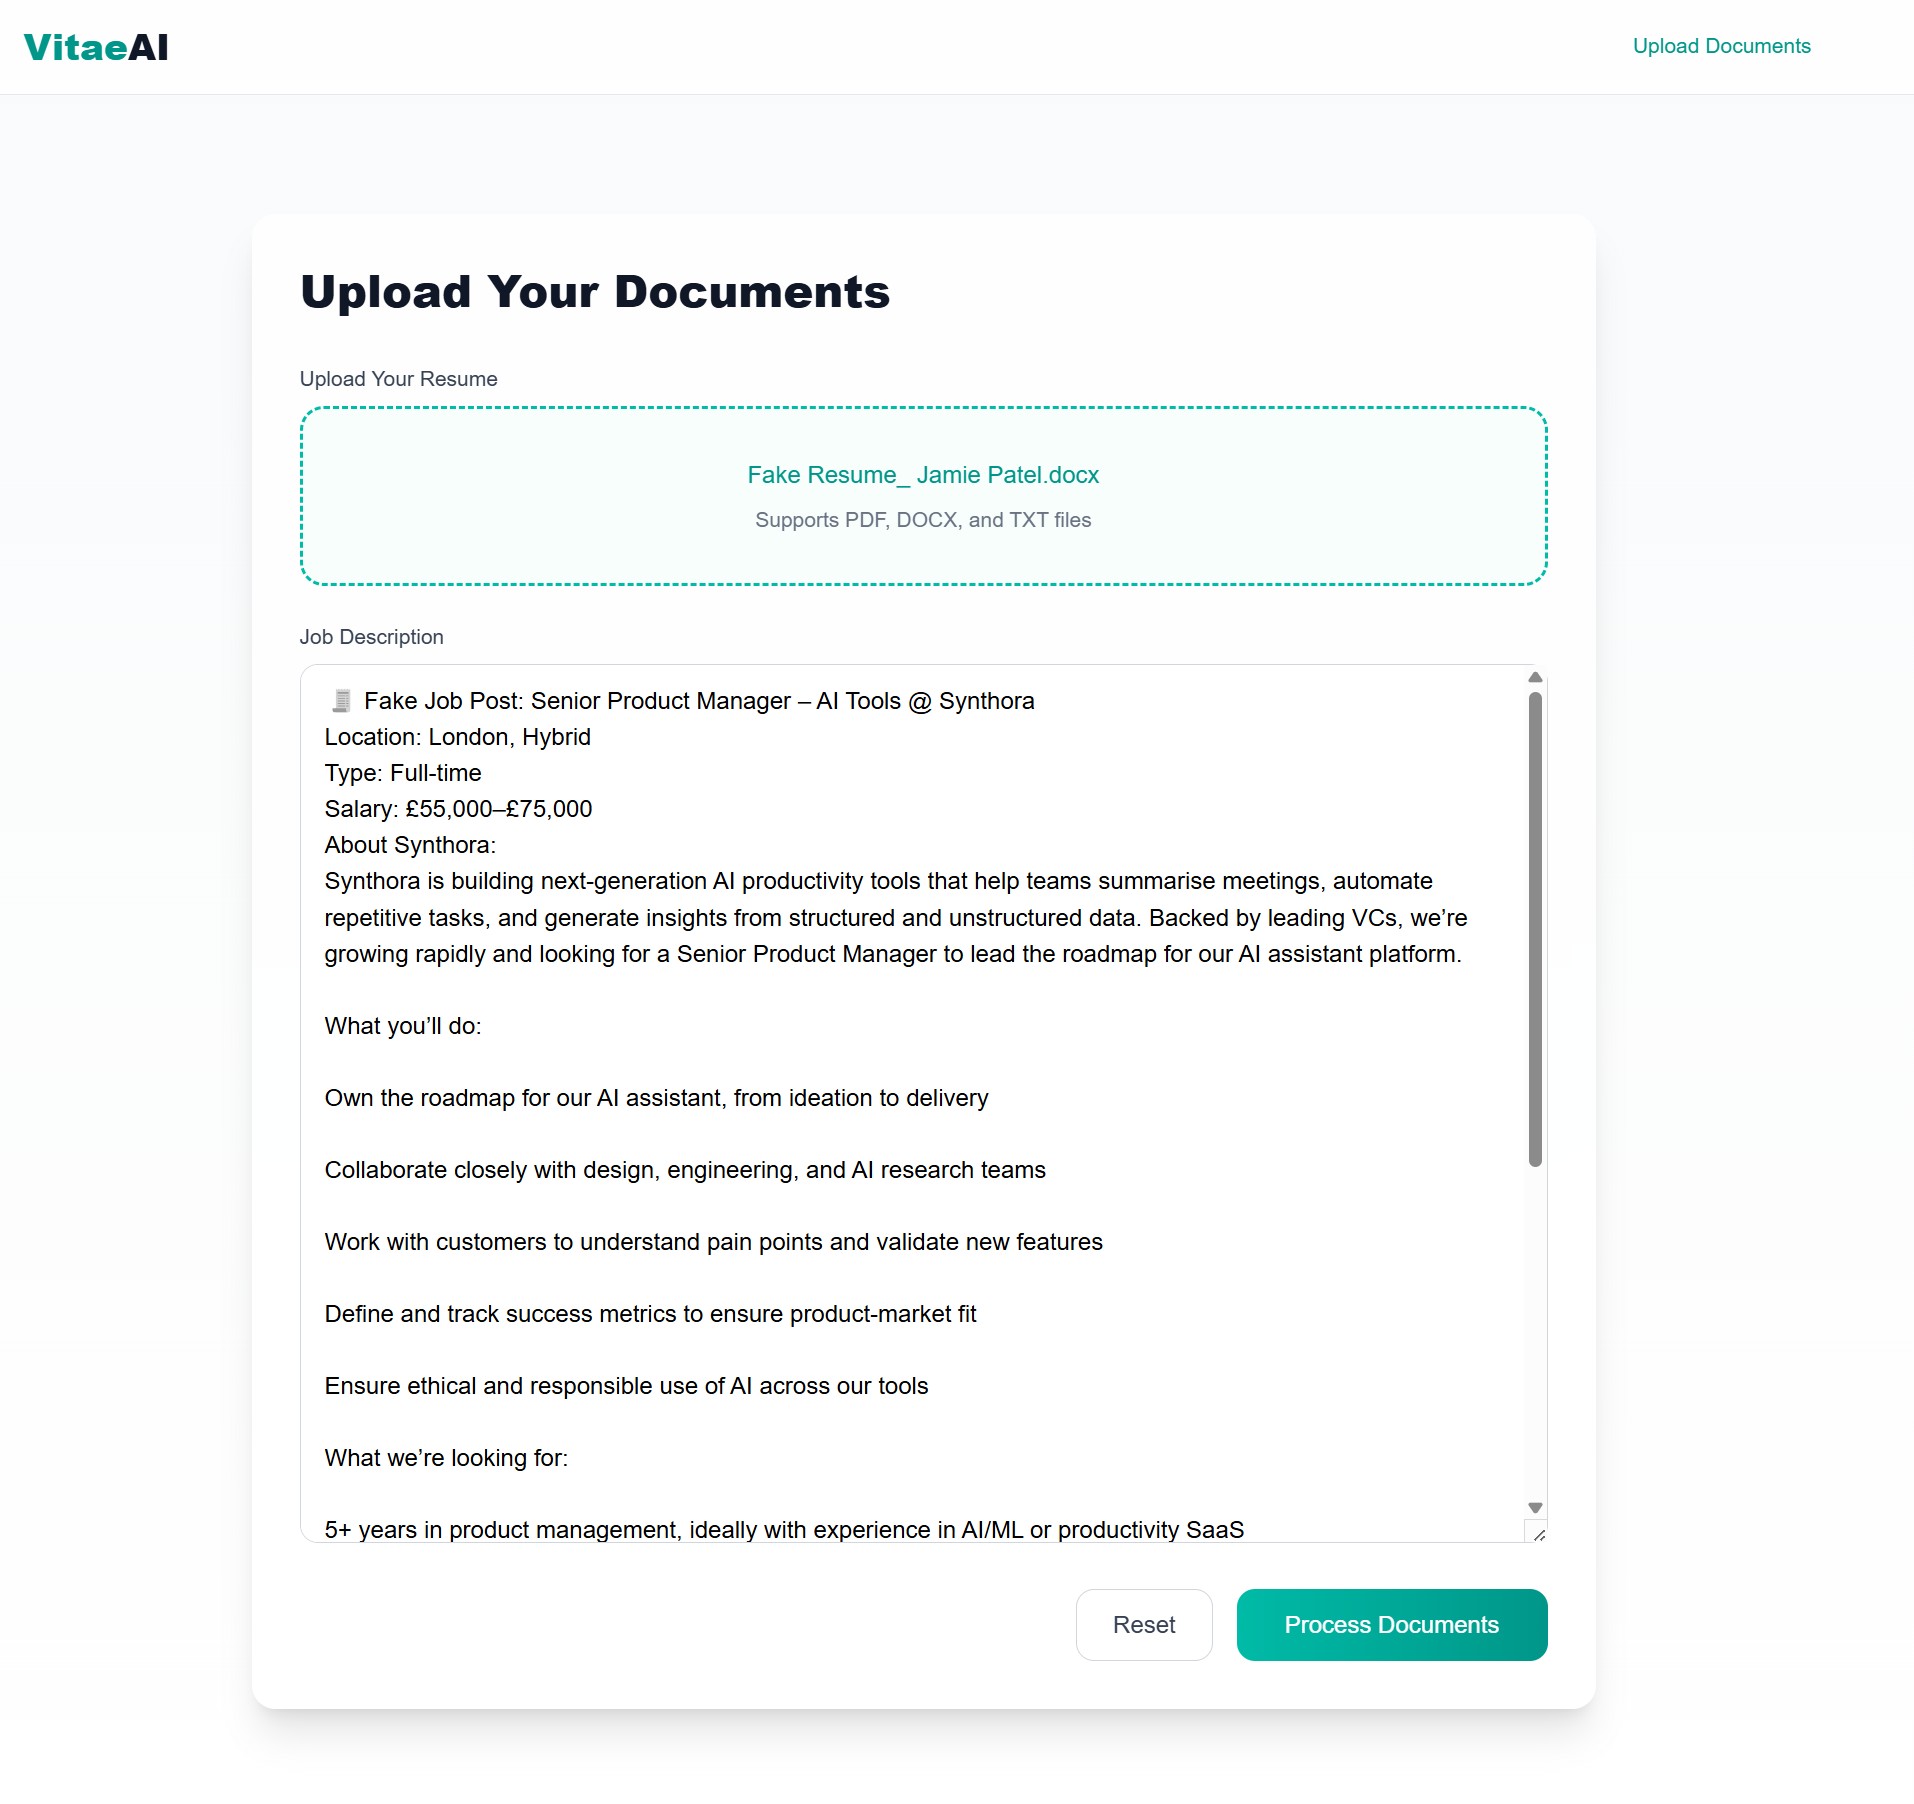 VitaeAI
Upload Documents
Upload Your Documents
Upload Your Resume
Fake Resume_ Jamie Patel.docx
Supports PDF, DOCX, and TXT files
Job Description
🧾 Fake Job Post: Senior Product Manager – AI Tools @ Synthora
Location: London, Hybrid
Type: Full-time
Salary: £55,000–£75,000
About Synthora:
Synthora is building next-generation AI productivity tools that help teams summarise meetings, automate
repetitive tasks, and generate insights from structured and unstructured data. Backed by leading VCs, we’re
growing rapidly and looking for a Senior Product Manager to lead the roadmap for our AI assistant platform.
What you’ll do:
Own the roadmap for our AI assistant, from ideation to delivery
Collaborate closely with design, engineering, and AI research teams
Work with customers to understand pain points and validate new features
Define and track success metrics to ensure product-market fit
Ensure ethical and responsible use of AI across our tools
What we’re looking for:
5+ years in product management, ideally with experience in AI/ML or productivity SaaS
Reset
Process Documents